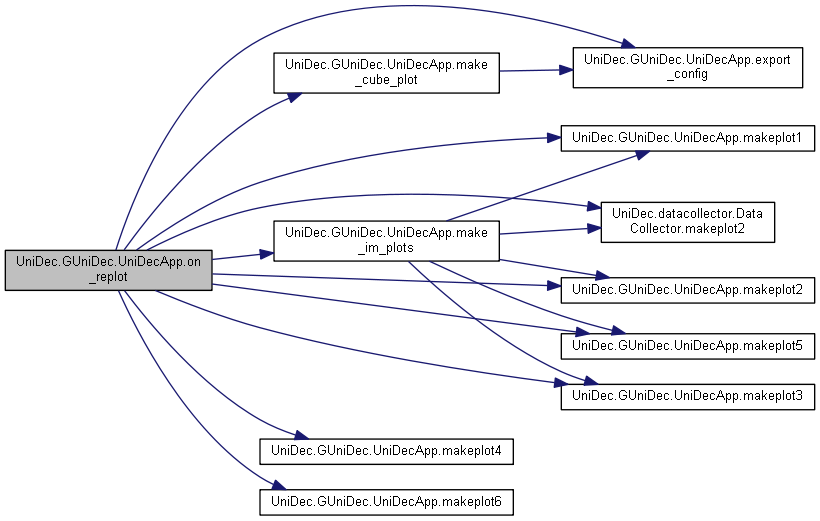 UniDec.GUniDec.UniDecApp.on
_replot
UniDec.GUniDec.UniDecApp.make
_cube_plot
UniDec.GUniDec.UniDecApp.export
_config
UniDec.GUniDec.UniDecApp.makeplot1
UniDec.datacollector.Data
Collector.makeplot2
UniDec.GUniDec.UniDecApp.make
_im_plots
UniDec.GUniDec.UniDecApp.makeplot2
UniDec.GUniDec.UniDecApp.makeplot5
UniDec.GUniDec.UniDecApp.makeplot3
UniDec.GUniDec.UniDecApp.makeplot4
UniDec.GUniDec.UniDecApp.makeplot6